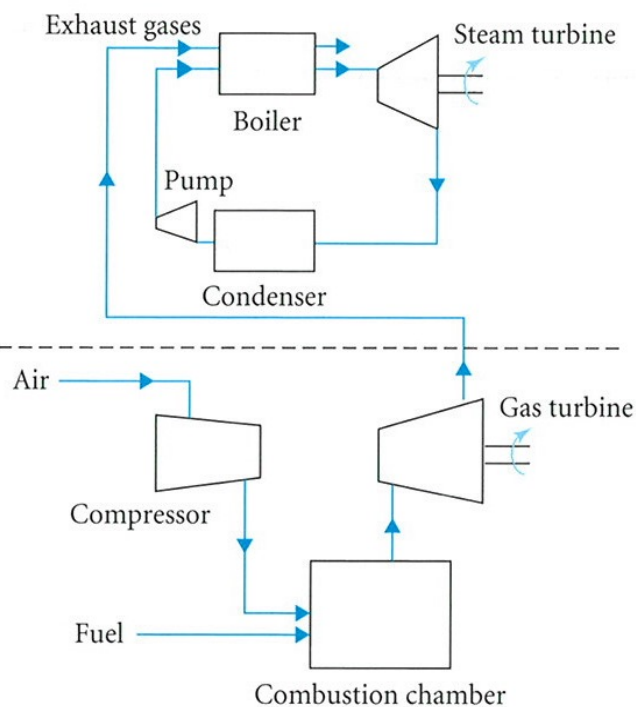 Exhaust gases
Steam turbine
Boiler
Pump
Condenser
Air
Gas turbine
Compressor
Fuel
Combustion chamber